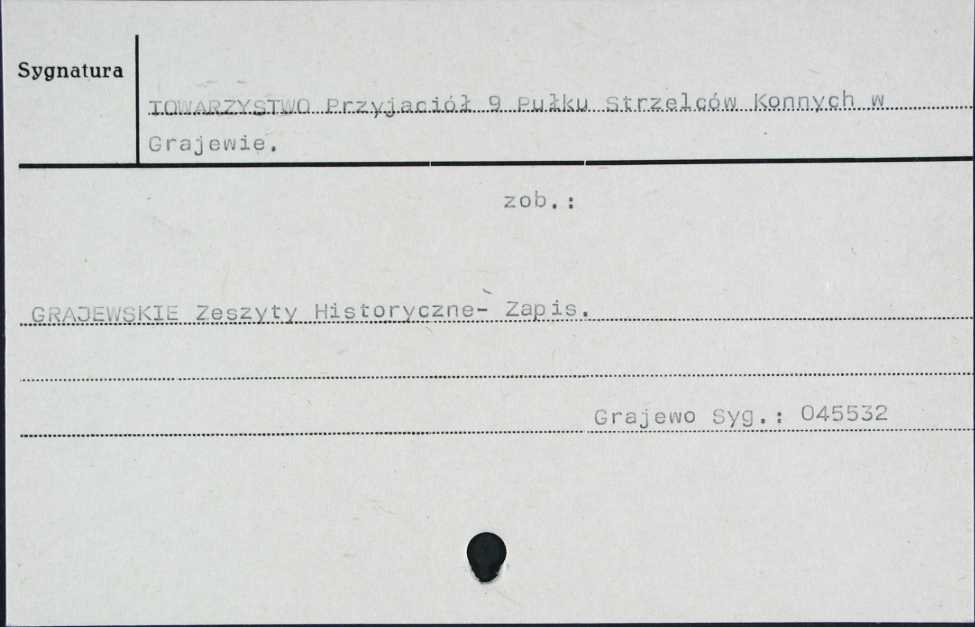 Sygnatura
TOWARZYSTWO Przyjaciół 9 Pułku Strzelców Konnych w
Grajewie.
zob.:
GRAJEWSKIE Zeszyty Historyczne- Zapis.
Grajewo Syg.: 045532